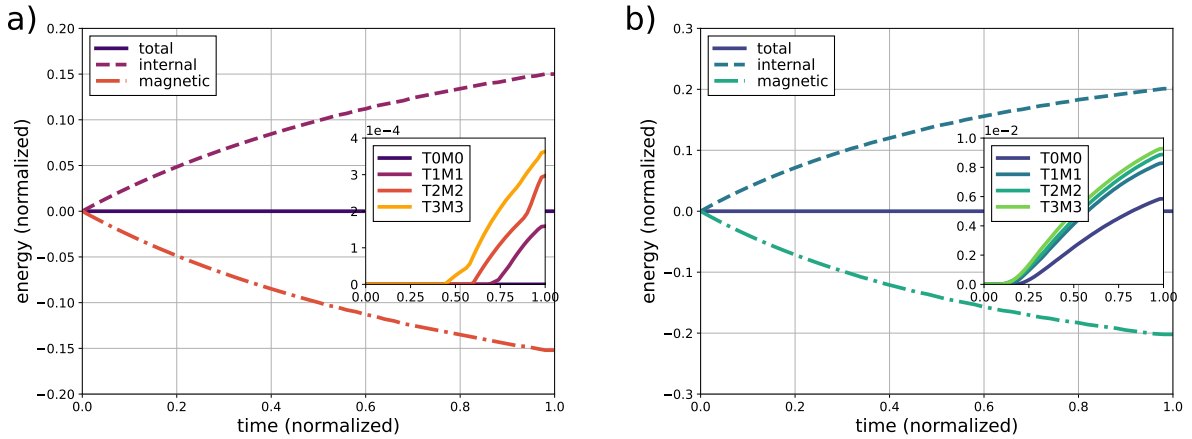 a)
energy (normalized)
0.20
0.15
0.10
0.05
0.00
−0.05
−0.10
−0.15
−0.20
total
internal
magnetic
1e−4
4
3
2
1
0
T0M0
T1M1
T2M2
T3M3
0.00 0.25 0.50 0.75 1.00
0.0 0.2 0.4 0.6 0.8 1.0
time (normalized)
b)
energy (normalized)
0.3
0.2
0.1
0.0
−0.1
−0.2
−0.3
total
internal
magnetic
1e−2
1.0
0.8
0.6
0.4
0.2
0.0
T0M0
T1M1
T2M2
T3M3
0.00 0.25 0.50 0.75 1.00
0.0 0.2 0.4 0.6 0.8 1.0
time (normalized)